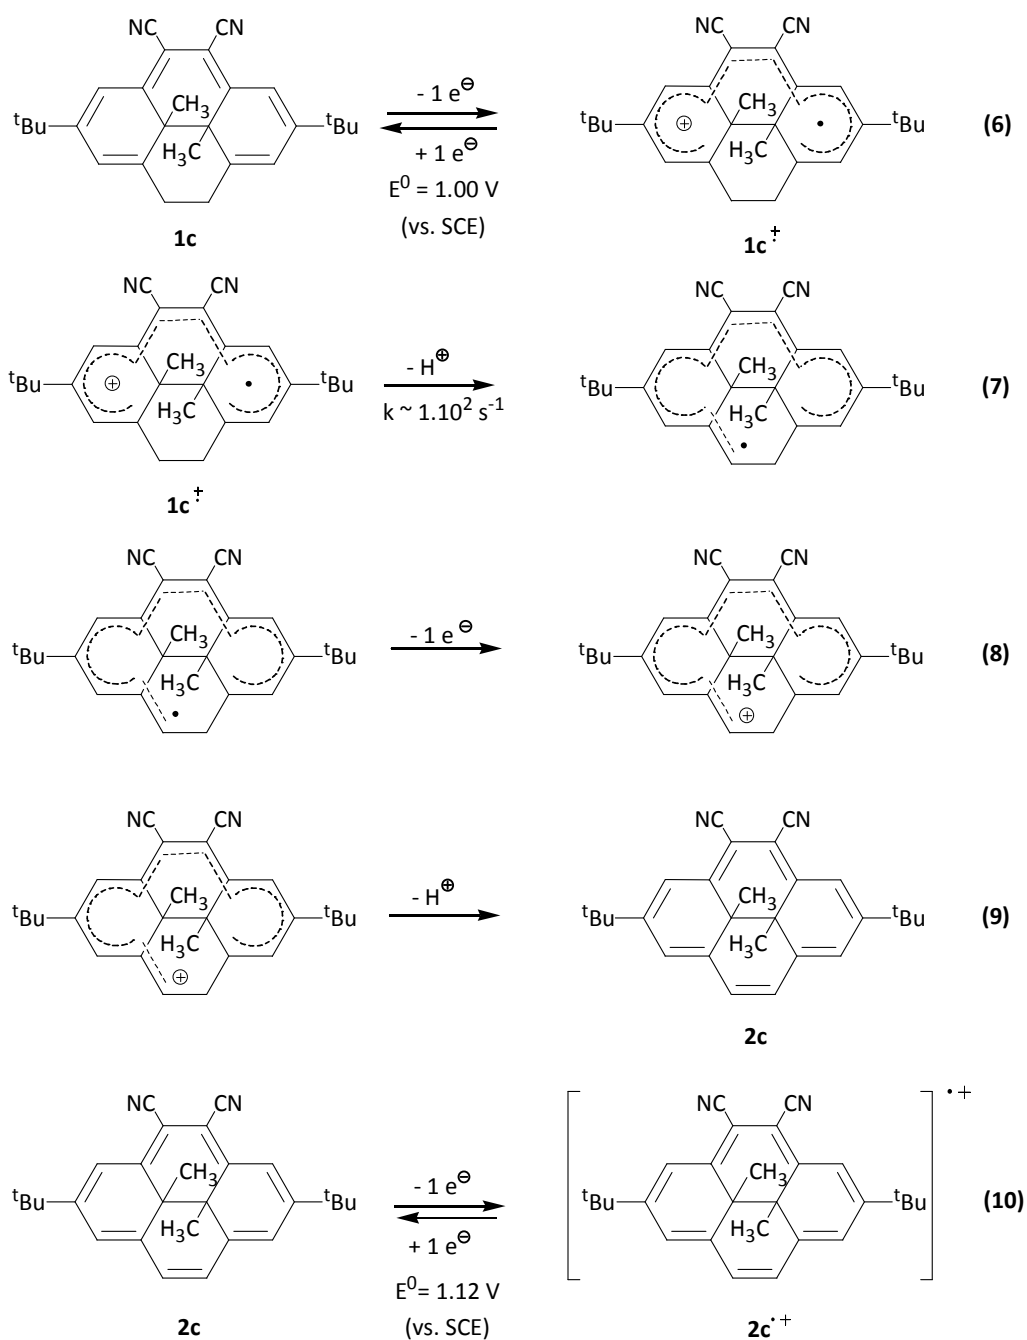 NC CN NC CN
CH₃ - 1 e⊖ CH₃
ᵗBu ᵗBu ᵗBu ⊕ • ᵗBu (6)
H₃C + 1 e⊖ H₃C
E⁰ = 1.00 V
(vs. SCE)
1c 1c‡
NC CN NC CN
CH₃ - H⊕ CH₃
ᵗBu ⊕ • ᵗBu ᵗBu ᵗBu (7)
H₃C k ~ 1.10² s⁻¹ H₃C
•
1c‡
NC CN NC CN
CH₃ - 1 e⊖ CH₃
ᵗBu ᵗBu ᵗBu ᵗBu (8)
H₃C H₃C
• ⊕
NC CN NC CN
CH₃ - H⊕ CH₃
ᵗBu ᵗBu ᵗBu ᵗBu (9)
H₃C H₃C
⊕
2c
NC CN NC CN •+
CH₃ - 1 e⊖ CH₃
ᵗBu ᵗBu ᵗBu ᵗBu (10)
H₃C + 1 e⊖ H₃C
E⁰= 1.12 V
2c (vs. SCE) 2c•+